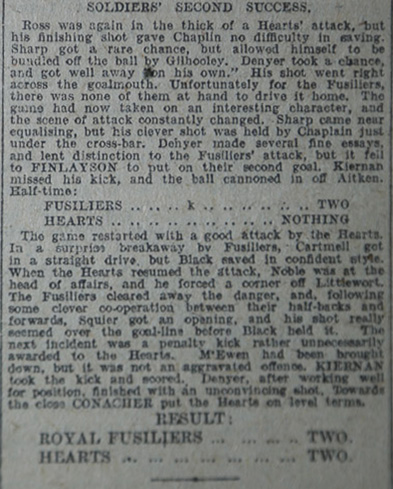 SOLDIERS' SECOND SUCCESS.
Ross was again in the thick of a Hearts' attack, but
his finishing shot gave Chaplin no difficulty in saving.
Sharp got a rare chance, but allowed himself to be
bundled off the ball by Gilhooley. Denyer took a chance,
and got well away "on his own." His shot went right
across the goalmouth. Unfortunately for the Fusiliers,
there was none of them at hand to drive it home. The
game had now taken on an interesting character, and
the scene of attack constantly changed. Sharp came near
equalising, but his clever shot was held by Chaplain just
under the cross-bar. Denyer made several fine essays,
and lent distinction to the Fusiliers' attack, but it fell
to FINLAYSON to put on their second goal. Kiernan
missed his kick, and the ball cannoned in off Aitken.
Half-time:
FUSILIERS .. .. .. k .. .. .. .. .. TWO
HEARTS .. .. .. .. .. .. .. .. NOTHING
The game restarted with a good attack by the Hearts.
In a surprise breakaway by Fusiliers, Cartmell got
in a straight drive, but Black saved in confident style.
When the Hearts resumed the attack, Noble was at the
head of affairs, and he forced a corner off Littlewort.
The Fusiliers cleared away the danger, and, following
some clever co-operation between their half-backs and
forwards, Squier got an opening, and his shot really
seemed over the goal-line before Black held it. The
next incident was a penalty kick rather unnecessarily
awarded to the Hearts. M'Ewen had been brought
down, but it was not an aggravated offence. KIERNAN
took the kick and scored. Denyer, after working well
for position, finished with an unconvincing shot. Towards
the close CONACHER put the Hearts on level terms.
RESULT:
ROYAL FUSILIERS ... ... ... .. TWO.
HEARTS .. ... ... ... ... ... TWO.